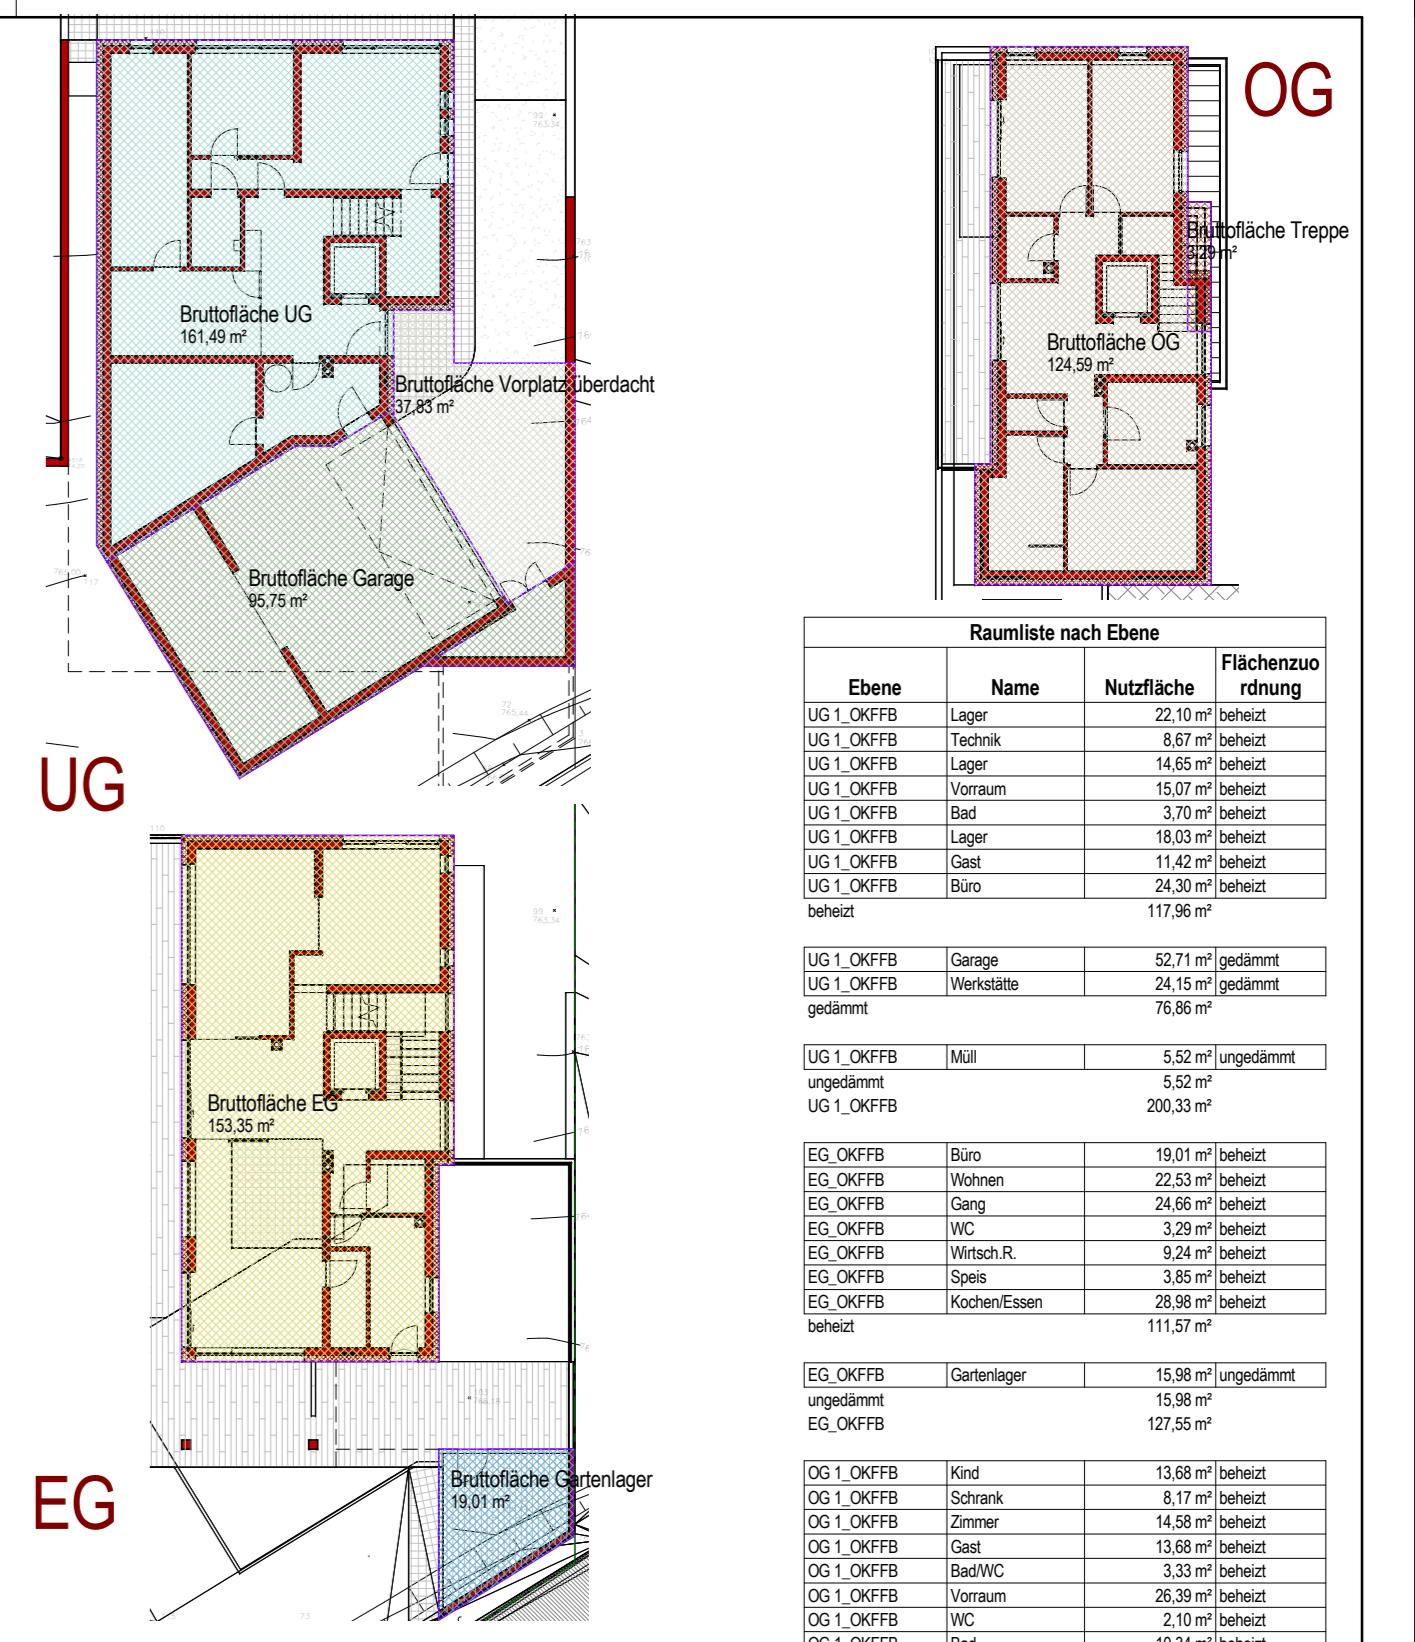 UG
Bruttofläche UG
161,49 m²
Bruttofläche Vorplatz überdacht
37,83 m²
Bruttofläche Garage
95,75 m²
EG
Bruttofläche EG
153,35 m²
Bruttofläche Gartenlager
19,01 m²
OG
Bruttofläche Treppe
3,29 m²
Bruttofläche OG
124,59 m²
Raumliste nach Ebene
Ebene Name Nutzfläche Flächenzuo
rdnung
UG 1_OKFFB Lager 22,10 m² beheizt
UG 1_OKFFB Technik 8,67 m² beheizt
UG 1_OKFFB Lager 14,65 m² beheizt
UG 1_OKFFB Vorraum 15,07 m² beheizt
UG 1_OKFFB Bad 3,70 m² beheizt
UG 1_OKFFB Lager 18,03 m² beheizt
UG 1_OKFFB Gast 11,42 m² beheizt
UG 1_OKFFB Büro 24,30 m² beheizt
beheizt 117,96 m²
UG 1_OKFFB Garage 52,71 m² gedämmt
UG 1_OKFFB Werkstätte 24,15 m² gedämmt
gedämmt 76,86 m²
UG 1_OKFFB Müll 5,52 m² ungedämmt
ungedämmt 5,52 m²
UG 1_OKFFB 200,33 m²
EG_OKFFB Büro 19,01 m² beheizt
EG_OKFFB Wohnen 22,53 m² beheizt
EG_OKFFB Gang 24,66 m² beheizt
EG_OKFFB WC 3,29 m² beheizt
EG_OKFFB Wirtsch.R. 9,24 m² beheizt
EG_OKFFB Speis 3,85 m² beheizt
EG_OKFFB Kochen/Essen 28,98 m² beheizt
beheizt 111,57 m²
EG_OKFFB Gartenlager 15,98 m² ungedämmt
ungedämmt 15,98 m²
EG_OKFFB 127,55 m²
OG 1_OKFFB Kind 13,68 m² beheizt
OG 1_OKFFB Schrank 8,17 m² beheizt
OG 1_OKFFB Zimmer 14,58 m² beheizt
OG 1_OKFFB Gast 13,68 m² beheizt
OG 1_OKFFB Bad/WC 3,33 m² beheizt
OG 1_OKFFB Vorraum 26,39 m² beheizt
OG 1_OKFFB WC 2,10 m² beheizt
OG 1_OKFFB Bad 10,34 m² beheizt